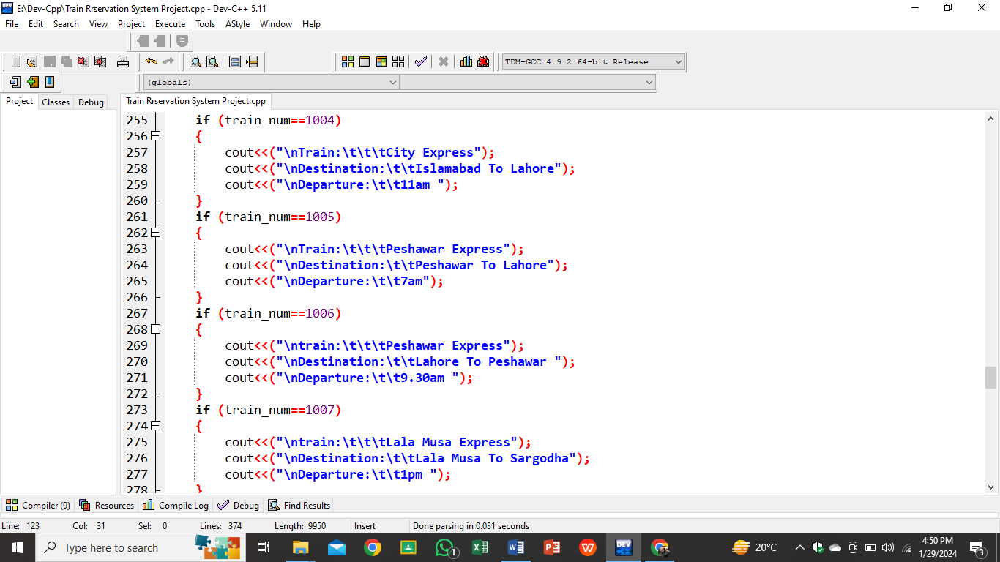 E:\Dev-Cpp\Train Rrservation System Project.cpp - Dev-C++ 5.11
File Edit Search View Project Execute Tools AStyle Window Help
TDM-GCC 4.9.2 64-bit Release
(globals)
Project Classes Debug
Train Rrservation System Project.cpp
255 if (train_num==1004)
256 {
257 cout<<("\nTrain:\t\t\tCity Express");
258 cout<<("\nDestination:\t\tIslamabad To Lahore");
259 cout<<("\nDeparture:\t\t11am ");
260 }
261 if (train_num==1005)
262 {
263 cout<<("\nTrain:\t\t\tPeshawar Express");
264 cout<<("\nDestination:\t\tPeshawar To Lahore");
265 cout<<("\nDeparture:\t\t7am");
266 }
267 if (train_num==1006)
268 {
269 cout<<("\ntrain:\t\t\tPeshawar Express");
270 cout<<("\nDestination:\t\tLahore To Peshawar ");
271 cout<<("\nDeparture:\t\t9.30am ");
272 }
273 if (train_num==1007)
274 {
275 cout<<("\ntrain:\t\t\tLala Musa Express");
276 cout<<("\nDestination:\t\tLala Musa To Sargodha");
277 cout<<("\nDeparture:\t\t1pm ");
278 }
Compiler (9) Resources Compile Log Debug Find Results
Line: 123 Col: 31 Sel: 0 Lines: 374 Length: 9950 Insert Done parsing in 0.031 seconds
Type here to search
20°C
4:50 PM
1/29/2024
3